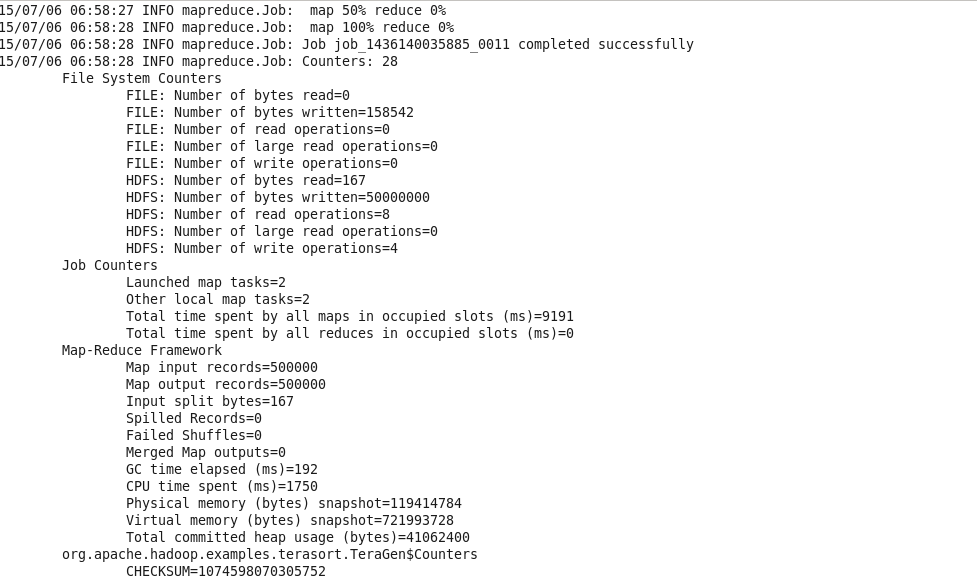 15/07/06 06:58:27 INFO mapreduce.Job:  map 50% reduce 0%
15/07/06 06:58:28 INFO mapreduce.Job:  map 100% reduce 0%
15/07/06 06:58:28 INFO mapreduce.Job: Job job_1436140035885_0011 completed successfully
15/07/06 06:58:28 INFO mapreduce.Job: Counters: 28
File System Counters
FILE: Number of bytes read=0
FILE: Number of bytes written=158542
FILE: Number of read operations=0
FILE: Number of large read operations=0
FILE: Number of write operations=0
HDFS: Number of bytes read=167
HDFS: Number of bytes written=50000000
HDFS: Number of read operations=8
HDFS: Number of large read operations=0
HDFS: Number of write operations=4
Job Counters
Launched map tasks=2
Other local map tasks=2
Total time spent by all maps in occupied slots (ms)=9191
Total time spent by all reduces in occupied slots (ms)=0
Map-Reduce Framework
Map input records=500000
Map output records=500000
Input split bytes=167
Spilled Records=0
Failed Shuffles=0
Merged Map outputs=0
GC time elapsed (ms)=192
CPU time spent (ms)=1750
Physical memory (bytes) snapshot=119414784
Virtual memory (bytes) snapshot=721993728
Total committed heap usage (bytes)=41062400
org.apache.hadoop.examples.terasort.TeraGen$Counters
CHECKSUM=1074598070305752